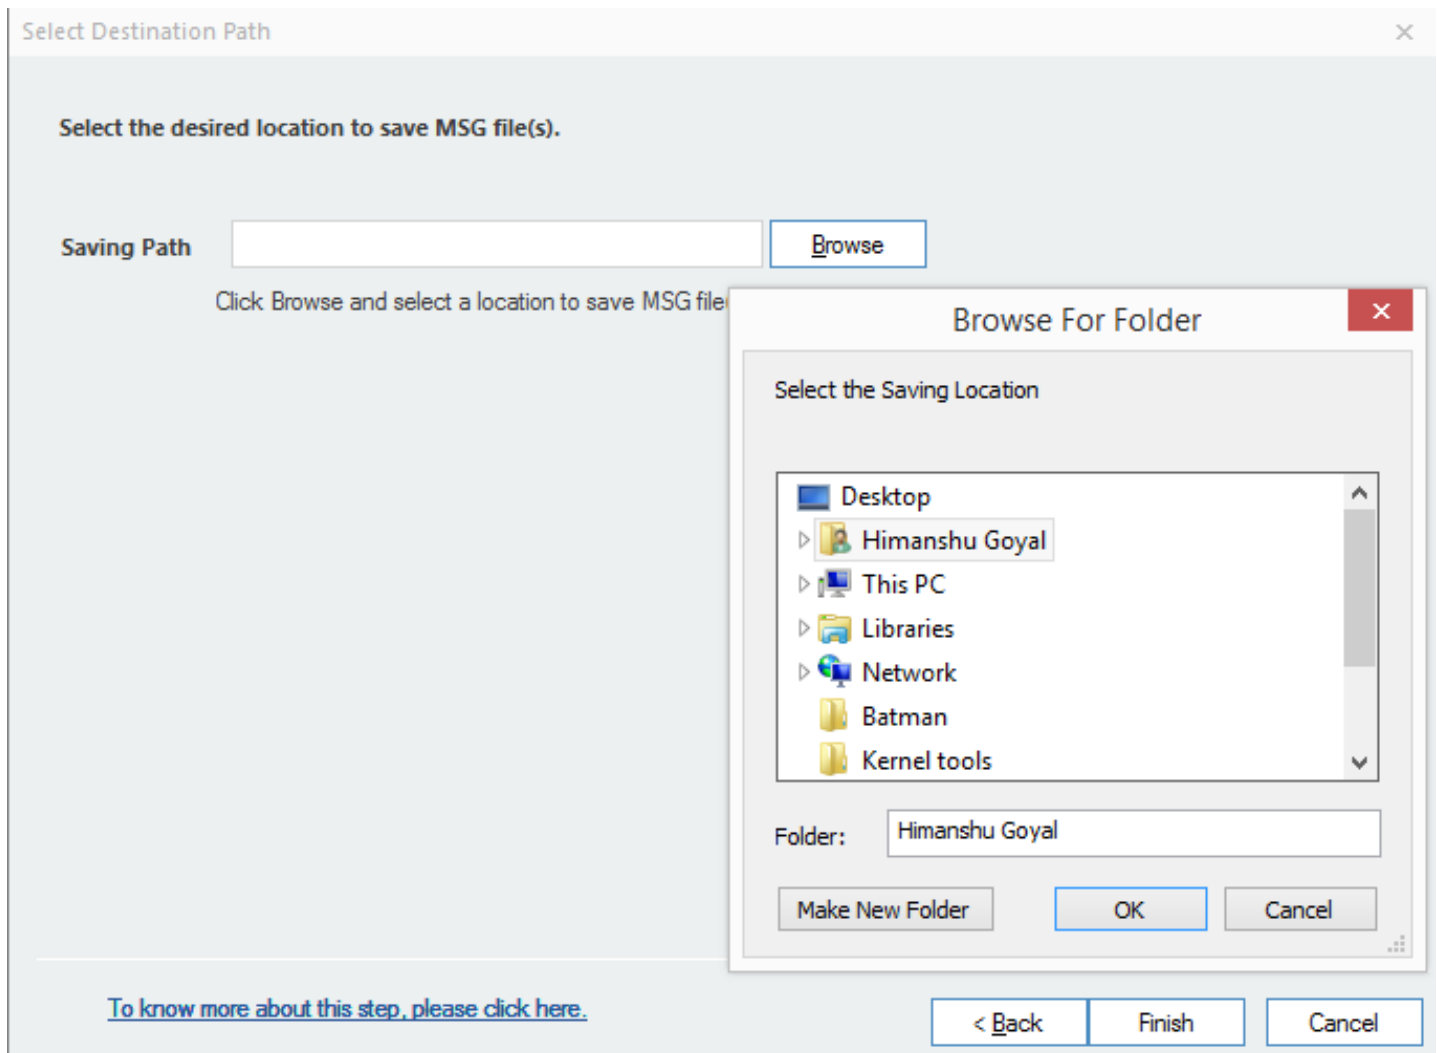 Select Destination Path
Select the desired location to save MSG file(s).
Saving Path
Browse
Click Browse and select a location to save MSG file
Browse For Folder
Select the Saving Location
Desktop
Himanshu Goyal
This PC
Libraries
Network
Batman
Kernel tools
Folder: Himanshu Goyal
Make New Folder OK Cancel
To know more about this step, please click here.
< Back Finish Cancel